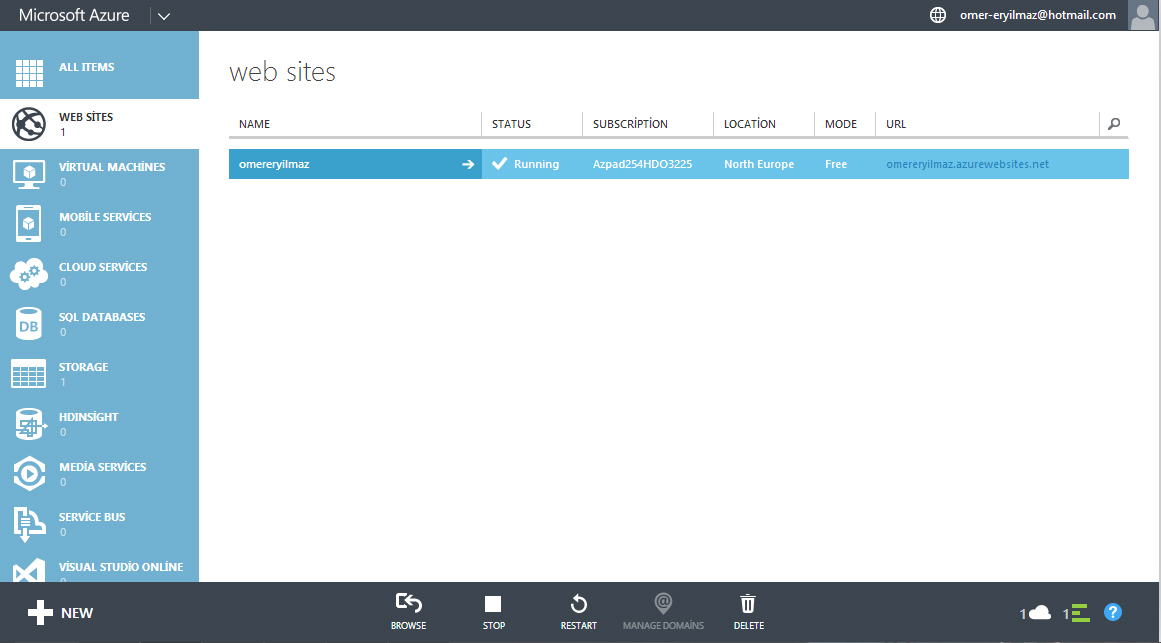 Microsoft Azure
omer-eryilmaz@hotmail.com
ALL ITEMS
WEB SİTES
1
VİRTUAL MACHİNES
0
MOBİLE SERVİCES
0
CLOUD SERVİCES
0
SQL DATABASES
0
STORAGE
1
HDINSİGHT
0
MEDİA SERVİCES
0
SERVİCE BUS
0
VİSUAL STUDİO ONLİNE
0
web sites
NAME STATUS SUBSCRİPTİON LOCATİON MODE URL
omereryilmaz Running Azpad254HDO3225 North Europe Free omereryilmaz.azurewebsites.net
NEW
BROWSE
STOP
RESTART
@
MANAGE DOMAİNS
DELETE
1
1
?
DB